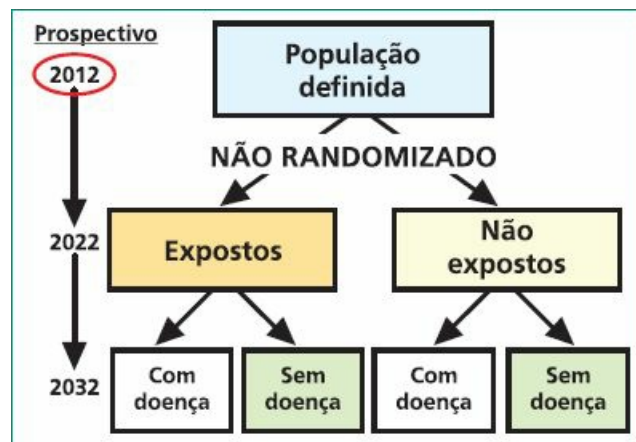 Prospectivo
2012
População
definida
NÃO RANDOMIZADO
2022
Expostos
Não
expostos
2032
Com
doença
Sem
doença
Com
doença
Sem
doença